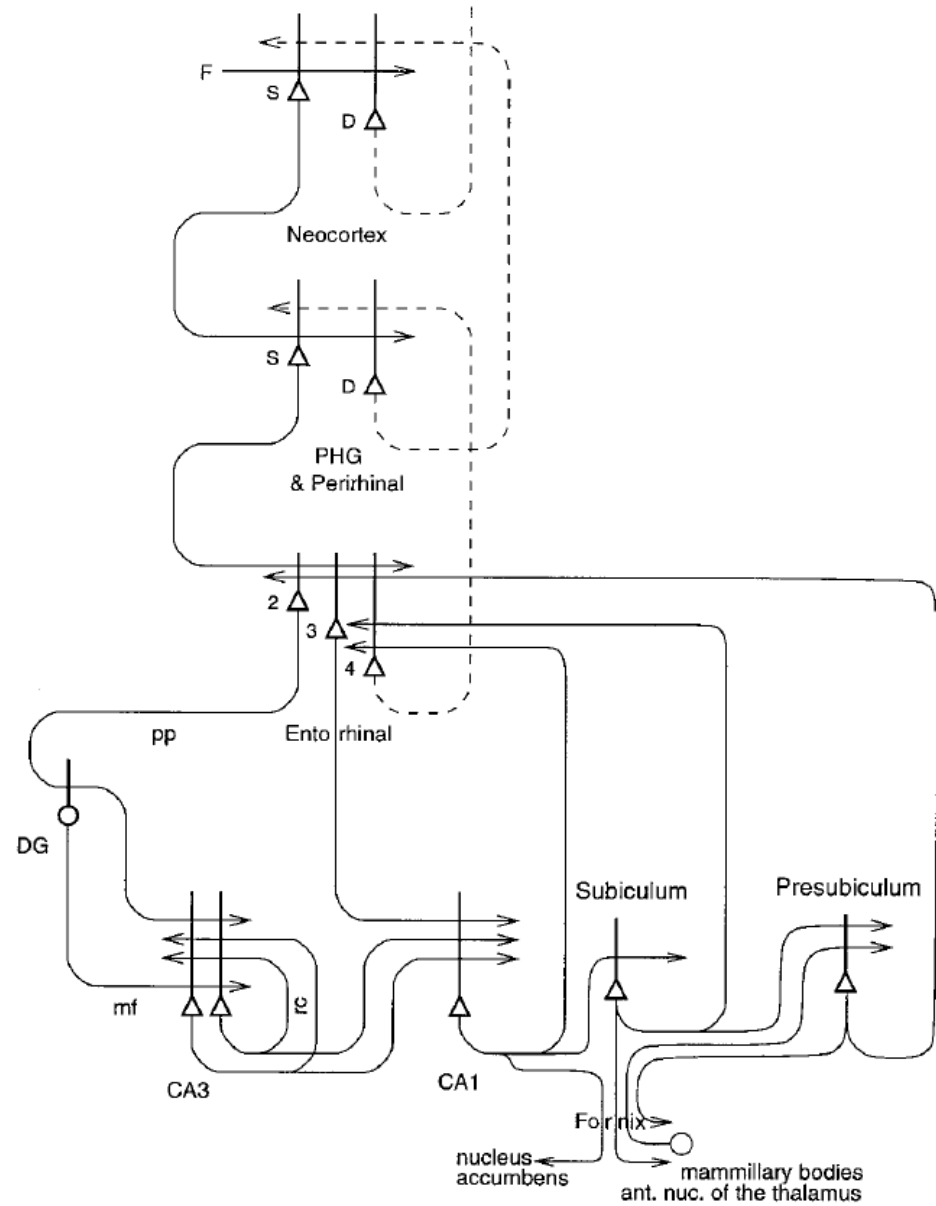 F
S
D
Neocortex
S
D
PHG
& Perirhinal
2
3
4
pp
Entorhinal
DG
Subiculum
Presubiculum
mf
rc
CA3
CA1
Fornix
nucleus
accumbens
mammillary bodies
ant. nuc. of the thalamus